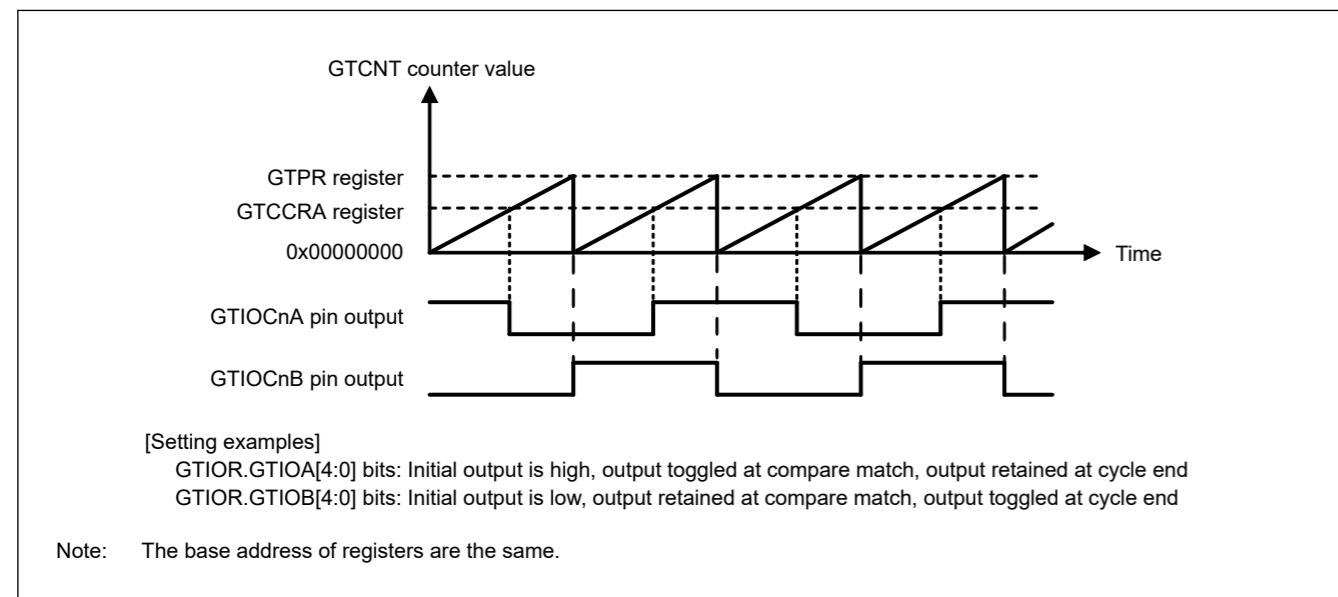 GTCNT counter value
GTPR register
GTCCRA register
0x00000000
Time
GTIOCnA pin output
GTIOCnB pin output
[Setting examples]
GTIOR.GTIOA[4:0] bits: Initial output is high, output toggled at compare match, output retained at cycle end
GTIOR.GTIOB[4:0] bits: Initial output is low, output retained at compare match, output toggled at cycle end
Note: The base address of registers are the same.